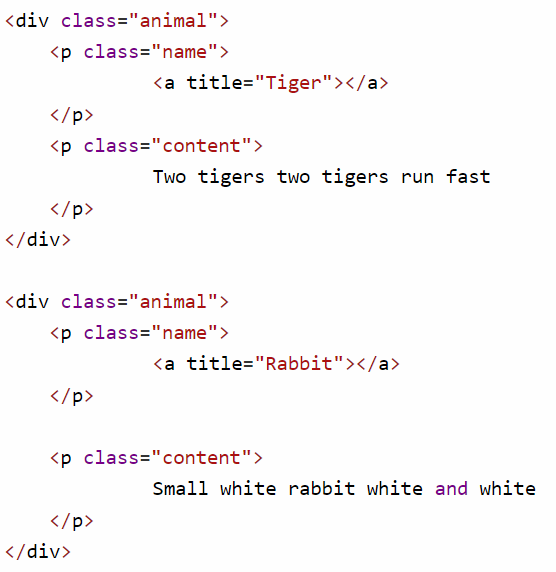 <div class="animal">
<p class="name">
<a title="Tiger"></a>
</p>
<p class="content">
Two tigers two tigers run fast
</p>
</div>
<div class="animal">
<p class="name">
<a title="Rabbit"></a>
</p>
<p class="content">
Small white rabbit white and white
</p>
</div>